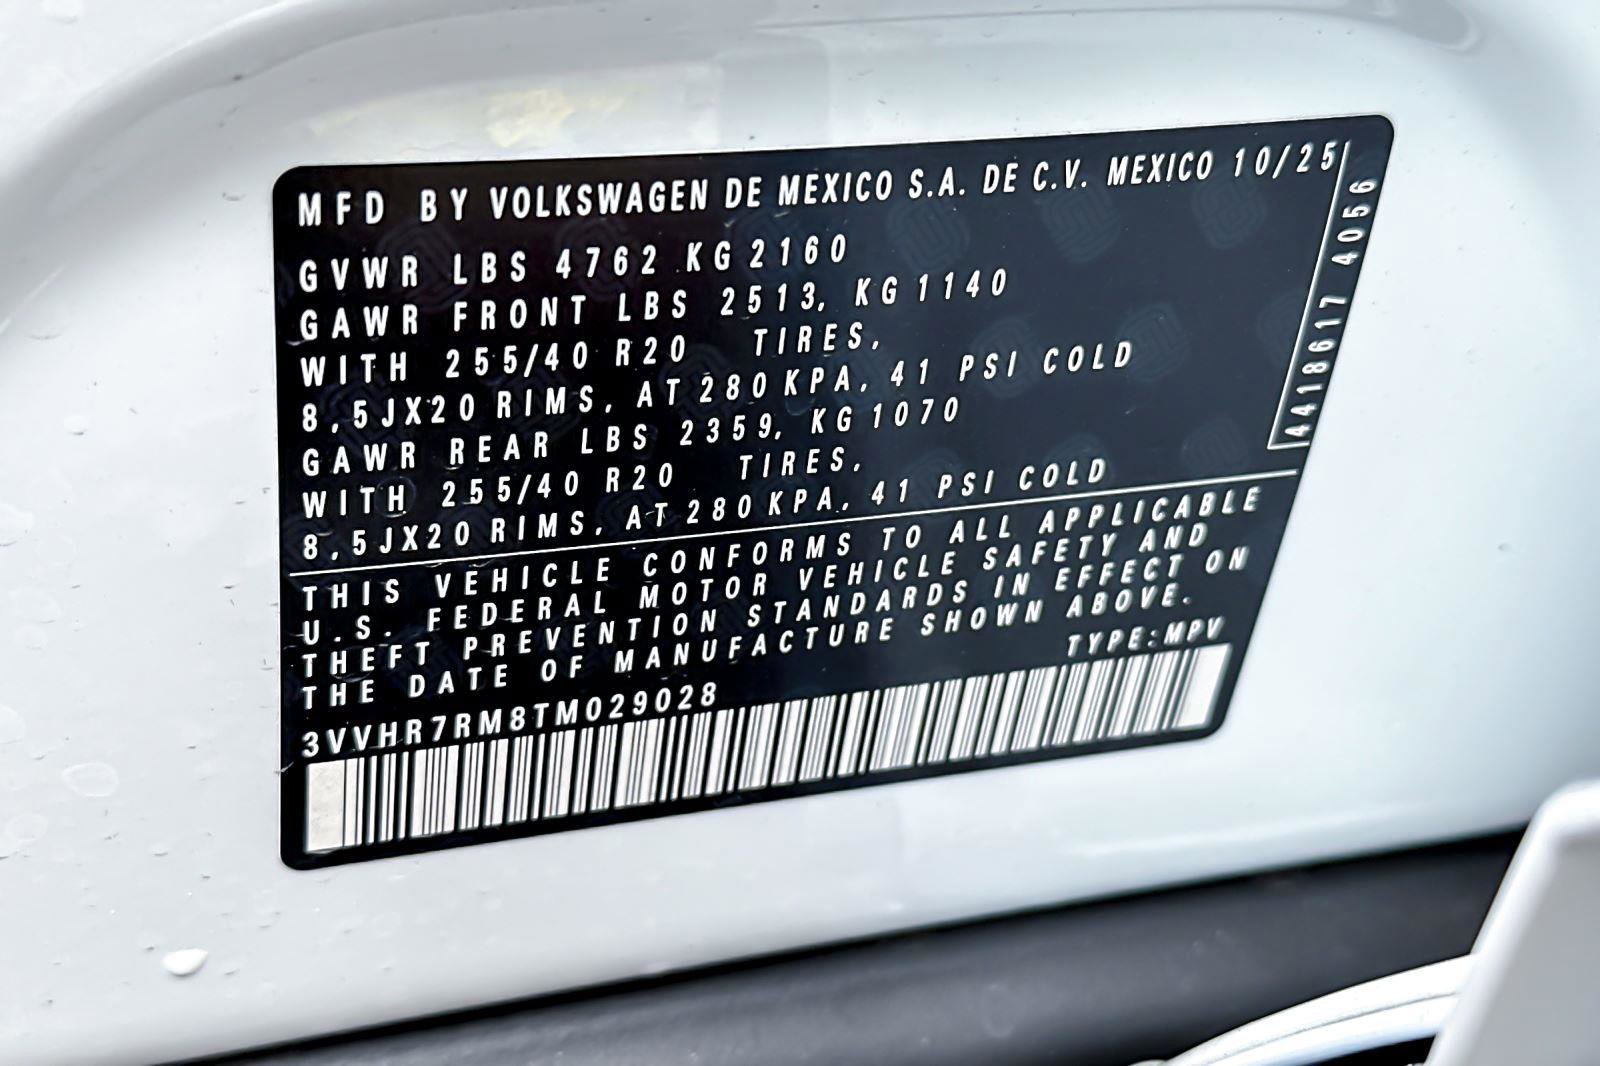 MFD BY VOLKSWAGEN DE MEXICO S.A. DE C.V. MEXICO 10/25
GVWR LBS 4762 KG 2160
GAWR FRONT LBS 2513, KG 1140
WITH 255/40 R20 TIRES,
8,5JX20 RIMS, AT 280 KPA, 41 PSI COLD
GAWR REAR LBS 2359, KG 1070
WITH 255/40 R20 TIRES,
8,5JX20 RIMS, AT 280KPA, 41 PSI COLD
THIS VEHICLE CONFORMS TO ALL APPLICABLE
U.S. FEDERAL MOTOR VEHICLE SAFETY AND
THEFT PREVENTION STANDARDS IN EFFECT ON
THE DATE OF MANUFACTURE SHOWN ABOVE.
TYPE:MPV
3VVHR7RM8TM029028
4418617 4056